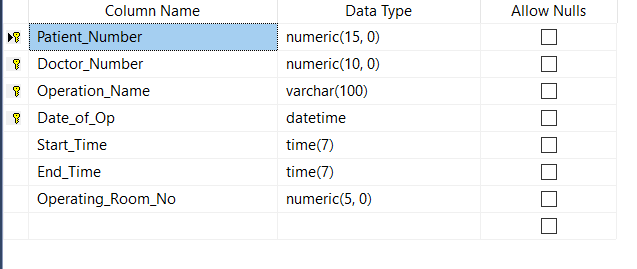 Column Name Data Type Allow Nulls
Patient_Number numeric(15, 0)
Doctor_Number numeric(10, 0)
Operation_Name varchar(100)
Date_of_Op datetime
Start_Time time(7)
End_Time time(7)
Operating_Room_No numeric(5, 0)